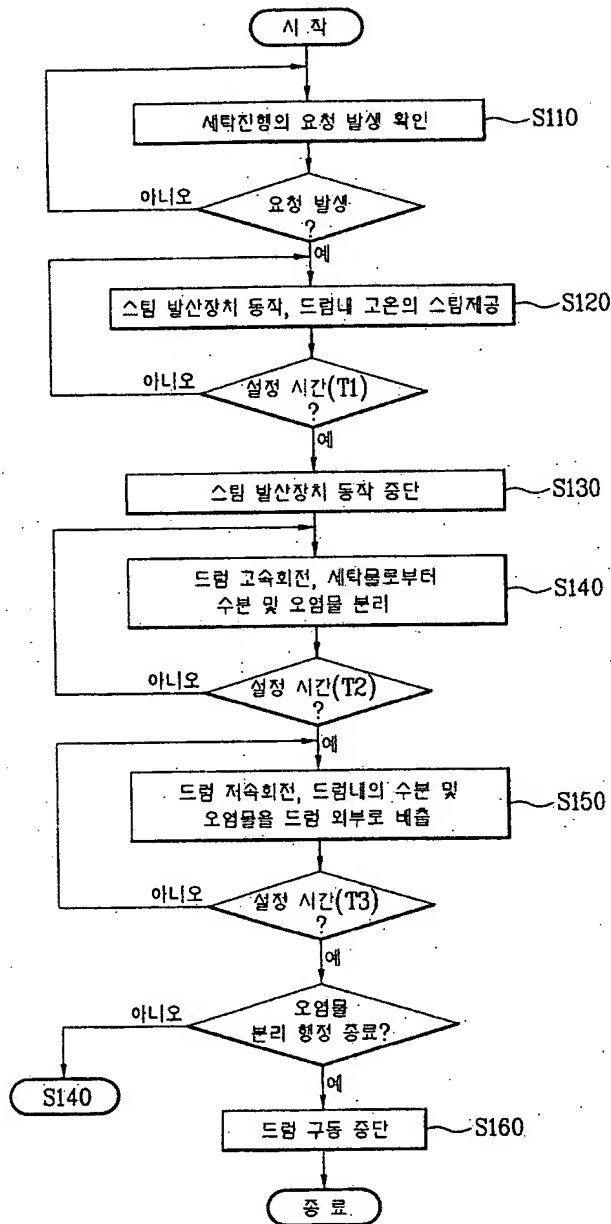 시 작
세탁진행의 요청 발생 확인
S110
아니오
요청 발생
?
예
스팀 발산장치 동작, 드럼내 고온의 스팀제공
S120
아니오
설정 시간(T1)
?
예
스팀 발산장치 동작 중단
S130
드럼 고속회전, 세탁물로부터
수분 및 오염물 분리
S140
아니오
설정 시간(T2)
?
예
드럼 저속회전, 드럼내의 수분 및
오염물을 드럼 외부로 배출
S150
아니오
설정 시간(T3)
?
예
아니오
오염물
분리 행정 종료?
S140
예
드럼 구동 중단
S160
종 료